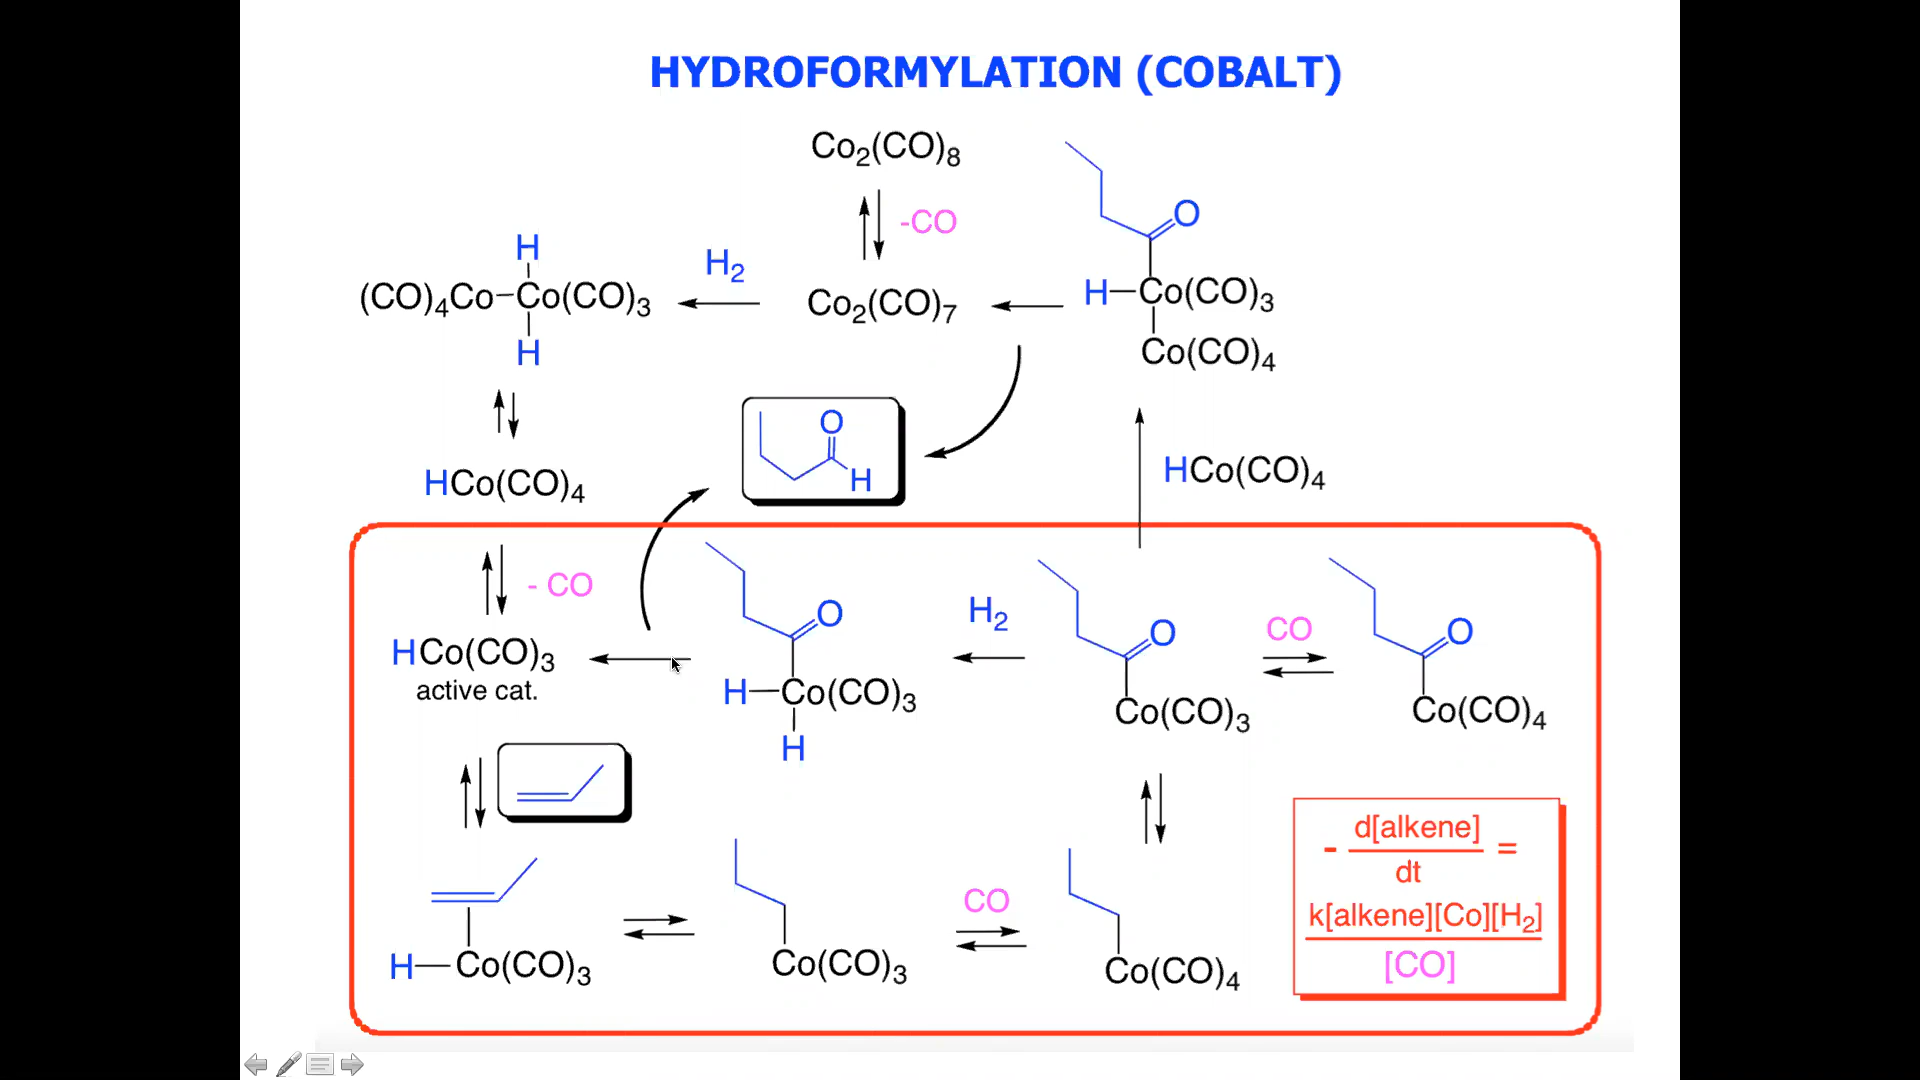 HYDROFORMYLATION (COBALT)
Co₂(CO)₈
-CO
O
H
H₂
(CO)₄Co–Co(CO)₃
H
Co₂(CO)₇
H–Co(CO)₃
Co(CO)₄
O
H
HCo(CO)₄
HCo(CO)₄
- CO
H₂
CO
O
O
O
HCo(CO)₃
active cat.
H–Co(CO)₃
H
Co(CO)₃
Co(CO)₄
CO
H–Co(CO)₃
Co(CO)₃
Co(CO)₄
- d[alkene] =
dt
k[alkene][Co][H₂]
[CO]